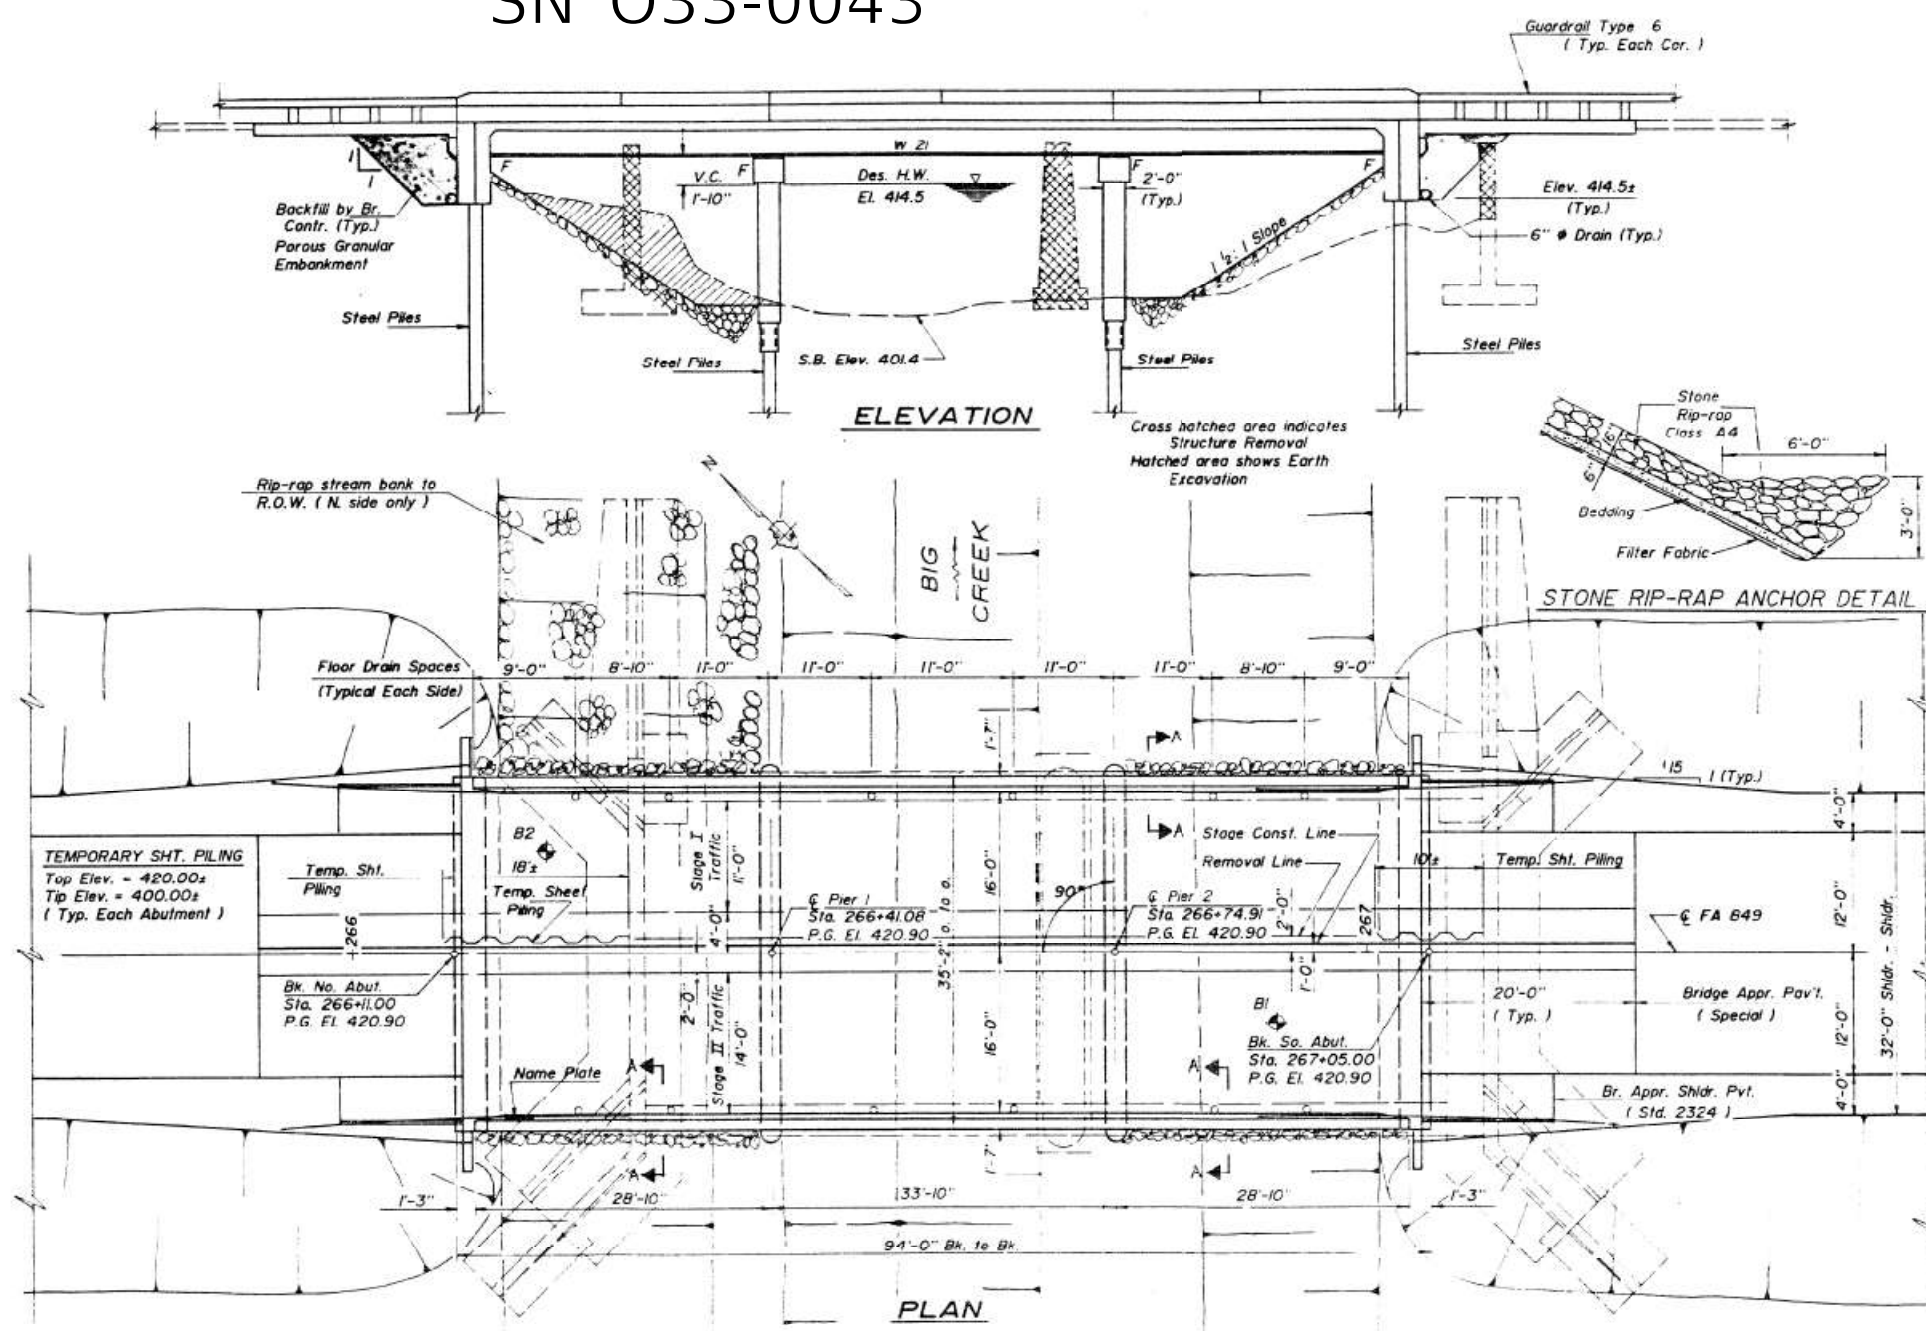 SN 033-0043
Guardrail Type 6
( Typ. Each Cor. )
W 21
F
F
F
F
V.C.
1'-10"
Des. H.W.
El. 414.5
2'-0"
(Typ.)
1
1
Backfill by Br.
Contr. (Typ.)
Porous Granular
Embankment
1 1/2 : 1 Slope
Elev. 414.5±
(Typ.)
6" ϕ Drain (Typ.)
Steel Piles
Steel Piles
S.B. Elev. 401.4
Steel Piles
Steel Piles
ELEVATION
Cross hatched area indicates
Structure Removal
Hatched area shows Earth
Excavation
Stone
Rip-rap
Class A4
6'-0"
16"
6"
3'-0"
Bedding
Filter Fabric
STONE RIP-RAP ANCHOR DETAIL
Rip-rap stream bank to
R.O.W. ( N. side only )
N
BIG
CREEK
Floor Drain Spaces
(Typical Each Side)
9'-0"
8'-10"
11'-0"
11'-0"
11'-0"
11'-0"
11'-0"
8'-10"
9'-0"
1'-7"
A
A
15
1 (Typ.)
TEMPORARY SHT. PILING
Top Elev. = 420.00±
Tip Elev. = 400.00±
( Typ. Each Abutment )
Temp. Sht.
Piling
B2
18'±
Temp. Sheet
Piling
Stage I
Traffic
11'-0"
4'-0"
16'-0"
35'-2" o. to o.
90°
Stage Const. Line
Removal Line
10'±
Temp. Sht. Piling
4'-0"
12'-0"
℄ Pier 1
Sta. 266+41.08
P.G. El. 420.90
℄ Pier 2
Sta. 266+74.91
P.G. El. 420.90
2'-0"
1'-0"
266
267
℄ FA 849
32'-0" Shldr. - Shldr.
Bk. No. Abut.
Sta. 266+11.00
P.G. El. 420.90
2'-0"
Stage II Traffic
14'-0"
16'-0"
B1
Bk. So. Abut.
Sta. 267+05.00
P.G. El. 420.90
20'-0"
( Typ. )
Bridge Appr. Pav't.
( Special )
12'-0"
4'-0"
Name Plate
A
A
Br. Appr. Shldr. Pvt.
( Std. 2324 )
A
A
1'-7"
1'-3"
28'-10"
33'-10"
28'-10"
1'-3"
94'-0" Bk. to Bk.
PLAN